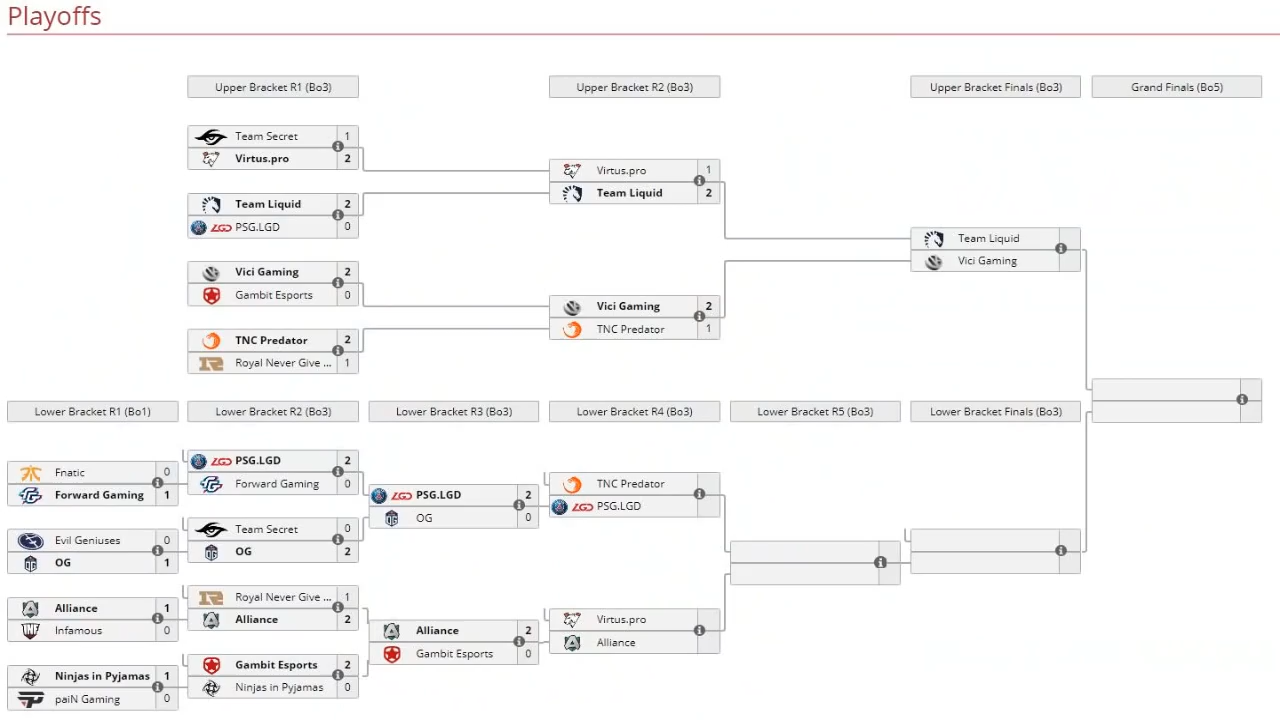 Playoffs
Upper Bracket R1 (Bo3)
Upper Bracket R2 (Bo3)
Upper Bracket Finals (Bo3)
Grand Finals (Bo5)
Team Secret 1
Virtus.pro 2
Team Liquid 2
LGD PSG.LGD 0
Vici Gaming 2
Gambit Esports 0
TNC Predator 2
Royal Never Give ... 1
Virtus.pro 1
Team Liquid 2
Vici Gaming 2
TNC Predator 1
Team Liquid
Vici Gaming
Lower Bracket R1 (Bo1)
Lower Bracket R2 (Bo3)
Lower Bracket R3 (Bo3)
Lower Bracket R4 (Bo3)
Lower Bracket R5 (Bo3)
Lower Bracket Finals (Bo3)
Fnatic 0
Forward Gaming 1
Evil Geniuses 0
OG 1
Alliance 1
Infamous 0
Ninjas in Pyjamas 1
paiN Gaming 0
LGD PSG.LGD 2
Forward Gaming 0
Team Secret 0
OG 2
Royal Never Give ... 1
Alliance 2
Gambit Esports 2
Ninjas in Pyjamas 0
LGD PSG.LGD 2
OG 0
Alliance 2
Gambit Esports 0
TNC Predator
LGD PSG.LGD
Virtus.pro
Alliance